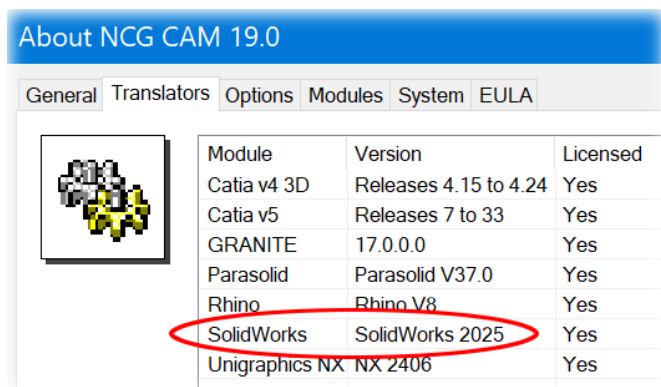 About NCG CAM 19.0
General Translators Options Modules System EULA
Module Version Licensed
Catia v4 3D Releases 4.15 to 4.24 Yes
Catia v5 Releases 7 to 33 Yes
GRANITE 17.0.0.0 Yes
Parasolid Parasolid V37.0 Yes
Rhino Rhino V8 Yes
SolidWorks SolidWorks 2025 Yes
Unigraphics NX NX 2406 Yes